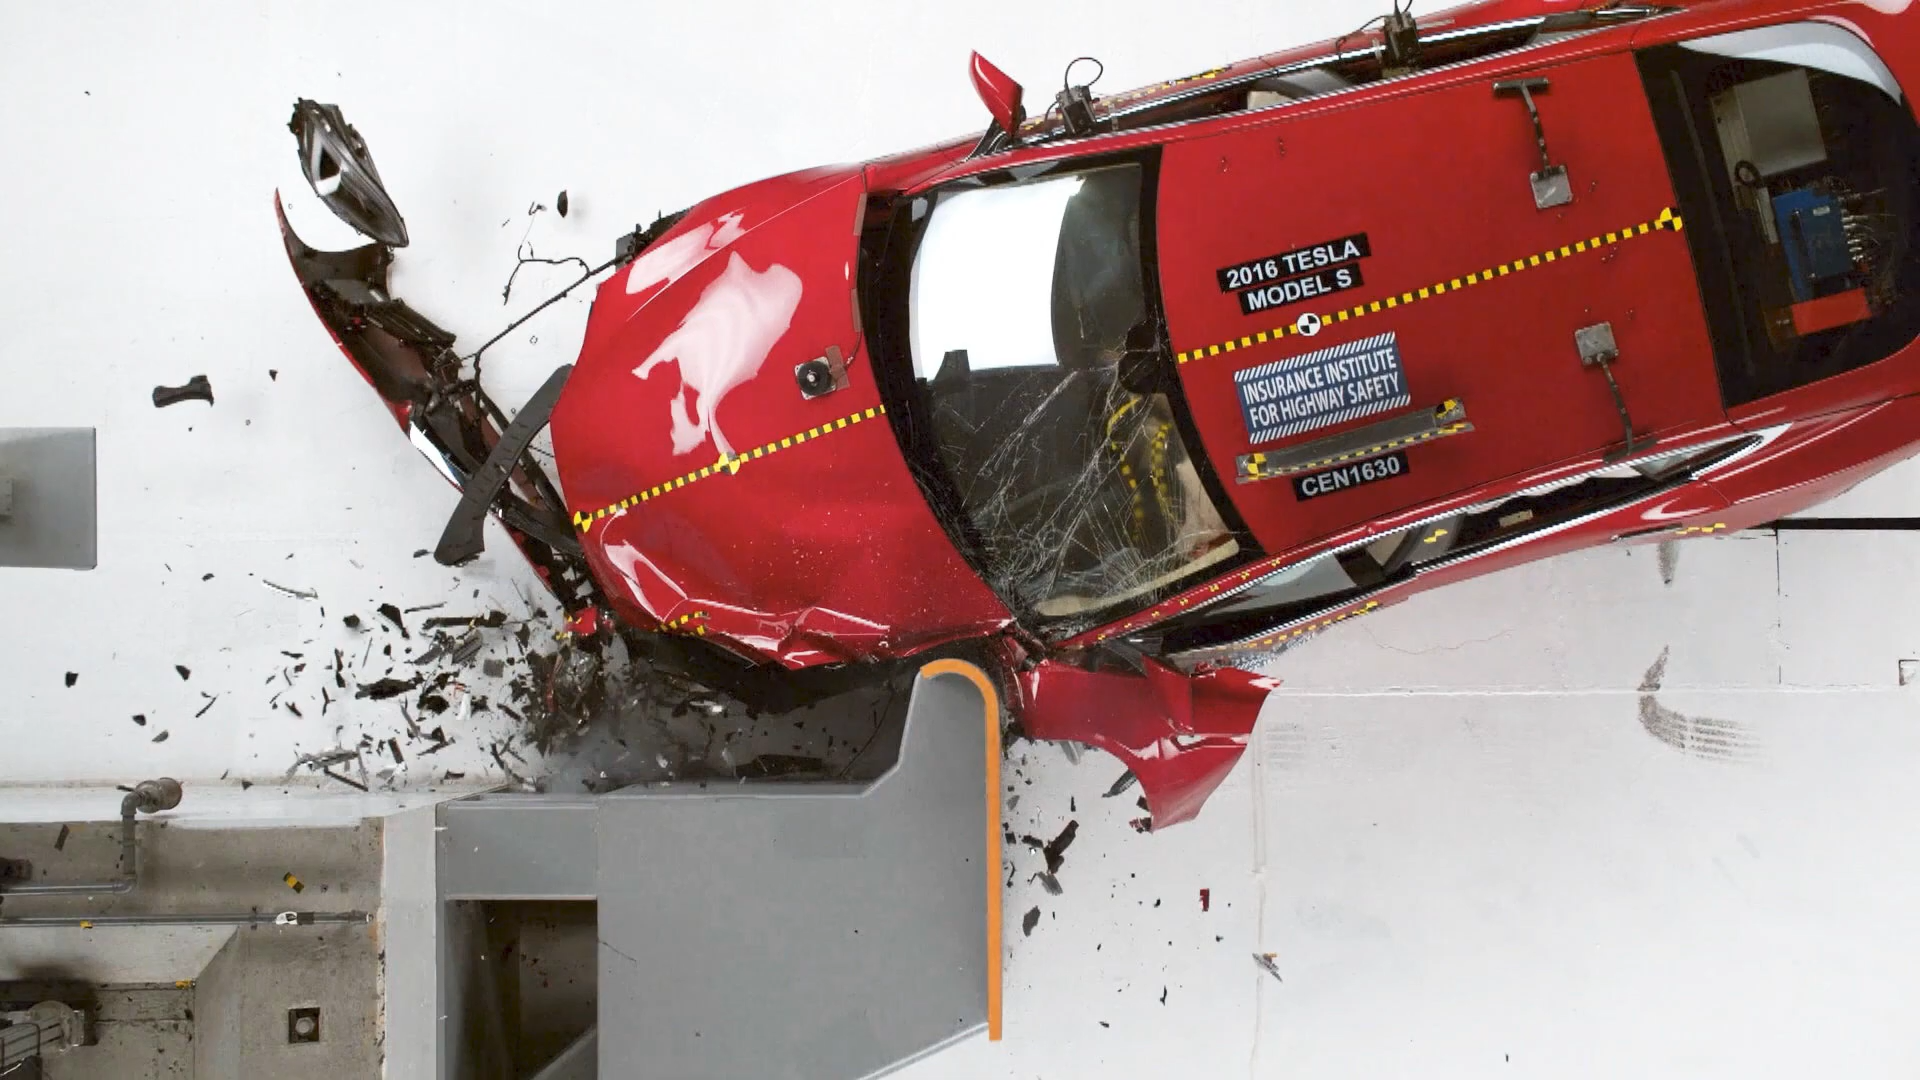 2016 TESLA
MODEL S
INSURANCE INSTITUTE
FOR HIGHWAY SAFETY
CEN1630